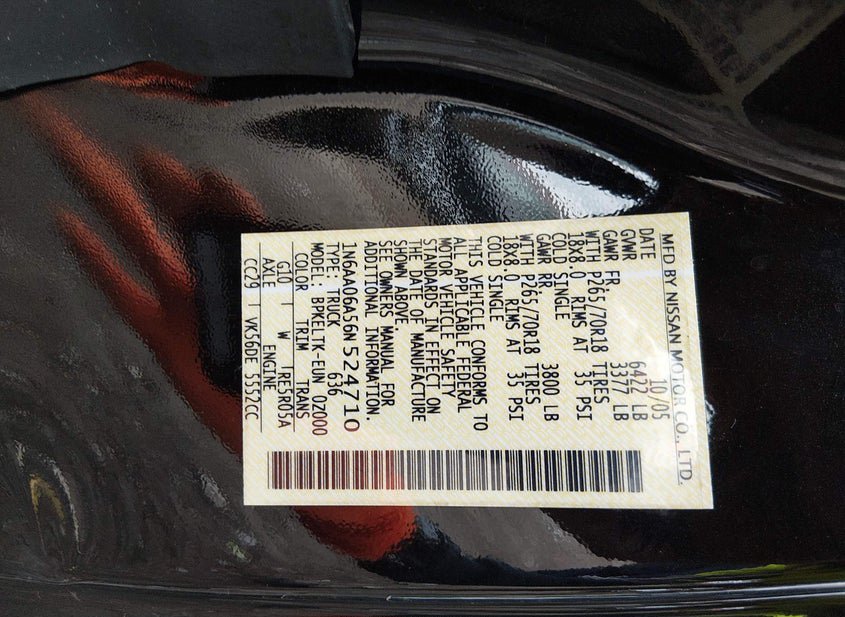 MFD BY NISSAN MOTOR CO., LTD.
DATE 10/05
GVWR 6422 LB
GAWR FR. 3377 LB
WITH P265/70R18 TIRES
18X8.0 RIMS AT 35 PSI
COLD SINGLE
GAWR RR 3800 LB
WITH P265/70R18 TIRES
18X8.0 RIMS AT 35 PSI
COLD SINGLE
THIS VEHICLE CONFORMS TO
ALL APPLICABLE FEDERAL
MOTOR VEHICLE SAFETY
STANDARDS IN EFFECT ON
THE DATE OF MANUFACTURE
SHOWN ABOVE.
SEE OWNERS MANUAL FOR
ADDITIONAL INFORMATION.
1N6AA06A56N524710
TYPE: TRUCK 636
MODEL: BPKELTK-EUN 02000
COLOR TRIM TRANS
G10 W RE5R05A
AXLE ENGINE
CC29 VK56DE 5552CC